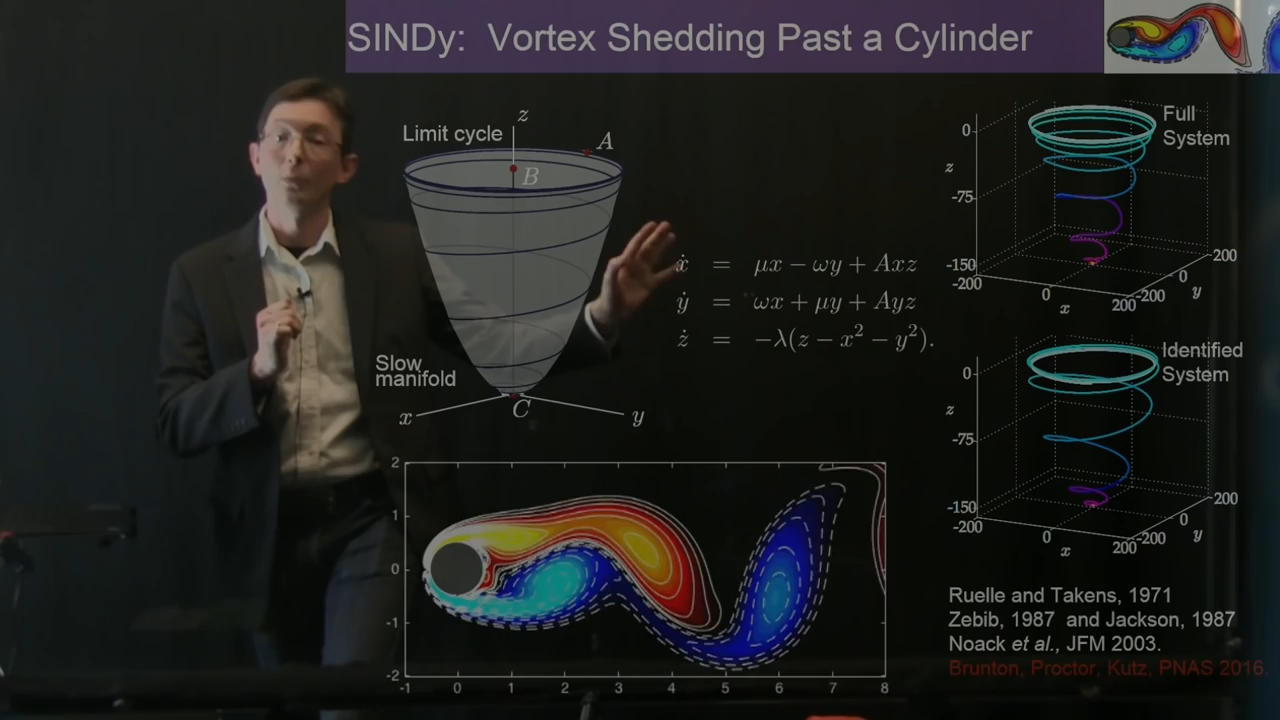 SINDy: Vortex Shedding Past a Cylinder
Limit cycle
z
A
B
Slow
manifold
x
C
y
ẋ = μx − ωy + Axz
ẏ = ωx + μy + Ayz
ż = −λ(z − x² − y²).
Full
System
0
z
-75
-150
-200
0
x
200
-200
0
y
200
Identified
System
0
z
-75
-150
-200
0
x
200
-200
0
y
200
2
1
0
-1
-2
-1 0 1 2 3 4 5 6 7 8
Ruelle and Takens, 1971
Zebib, 1987 and Jackson, 1987
Noack et al., JFM 2003.
Brunton, Proctor, Kutz, PNAS 2016.